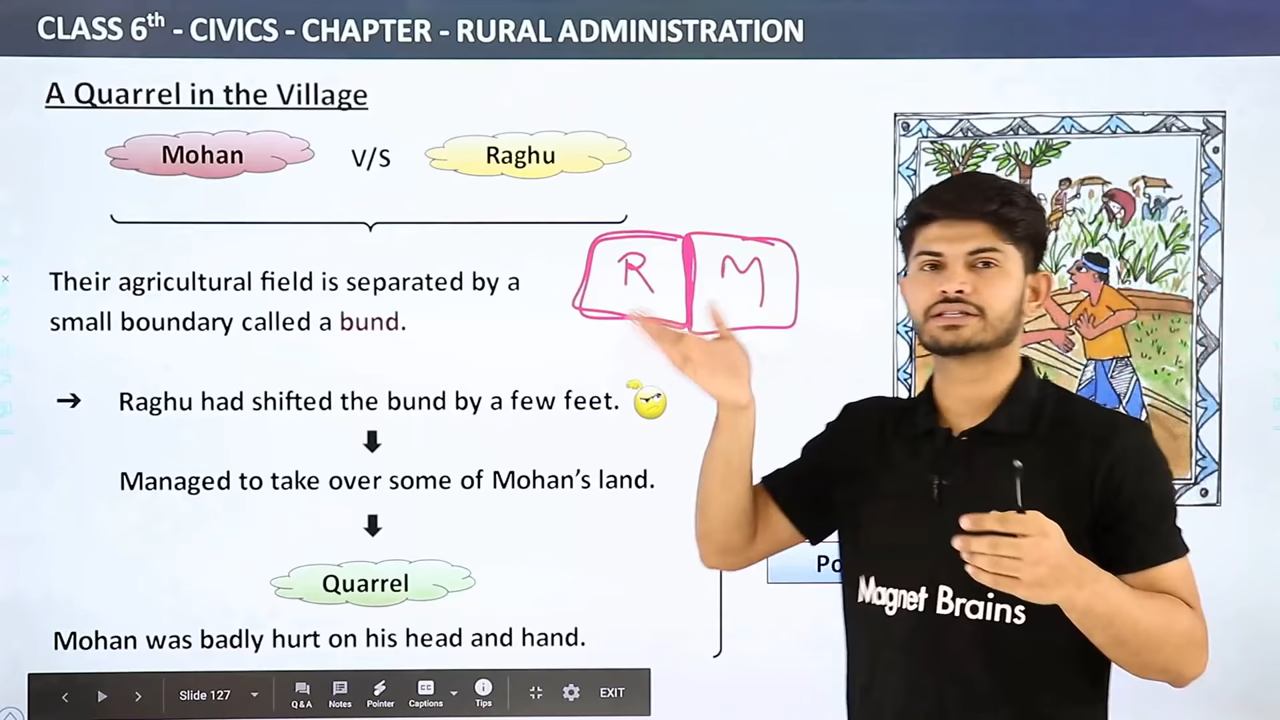 CLASS 6th - CIVICS - CHAPTER - RURAL ADMINISTRATION
A Quarrel in the Village
Mohan V/S Raghu
Their agricultural field is separated by a
small boundary called a bund.
R M
➔ Raghu had shifted the bund by a few feet.
Managed to take over some of Mohan's land.
Quarrel
Po
Magnet Brains
Mohan was badly hurt on his head and hand.
Slide 127
Q&A Notes Pointer CC Captions Tips EXIT